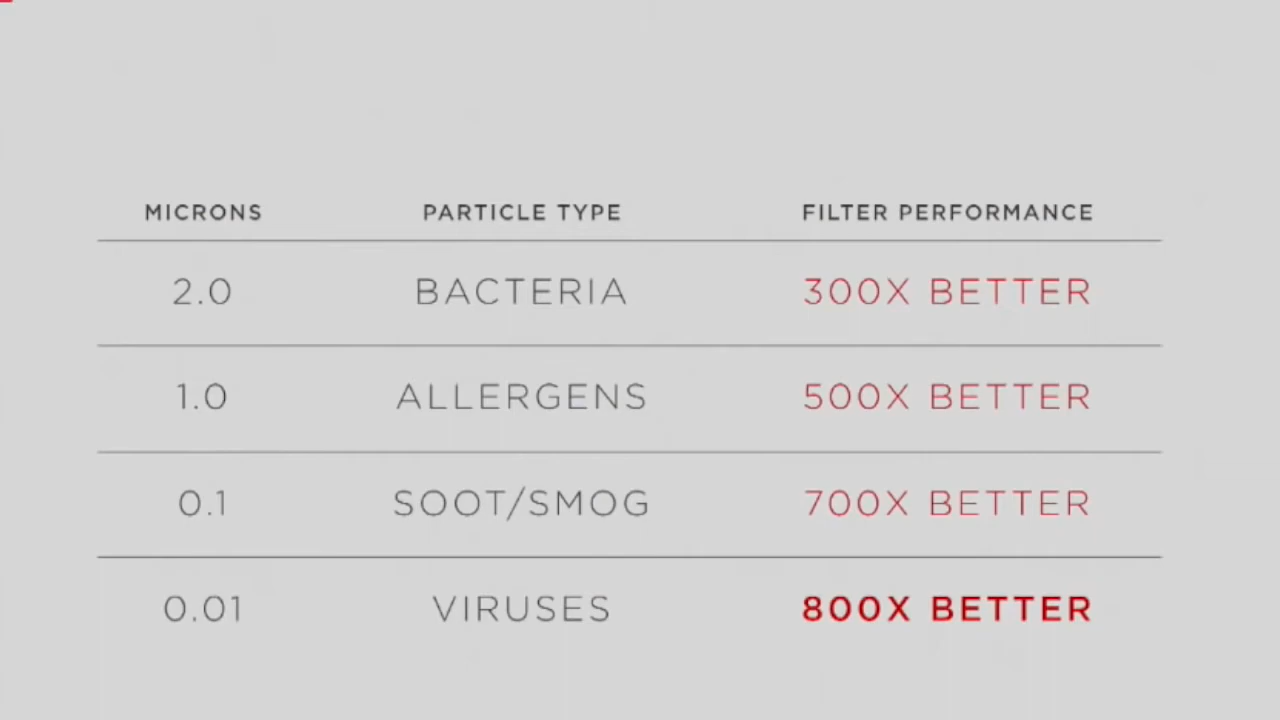 MICRONS PARTICLE TYPE FILTER PERFORMANCE
2.0 BACTERIA 300X BETTER
1.0 ALLERGENS 500X BETTER
0.1 SOOT/SMOG 700X BETTER
0.01 VIRUSES 800X BETTER